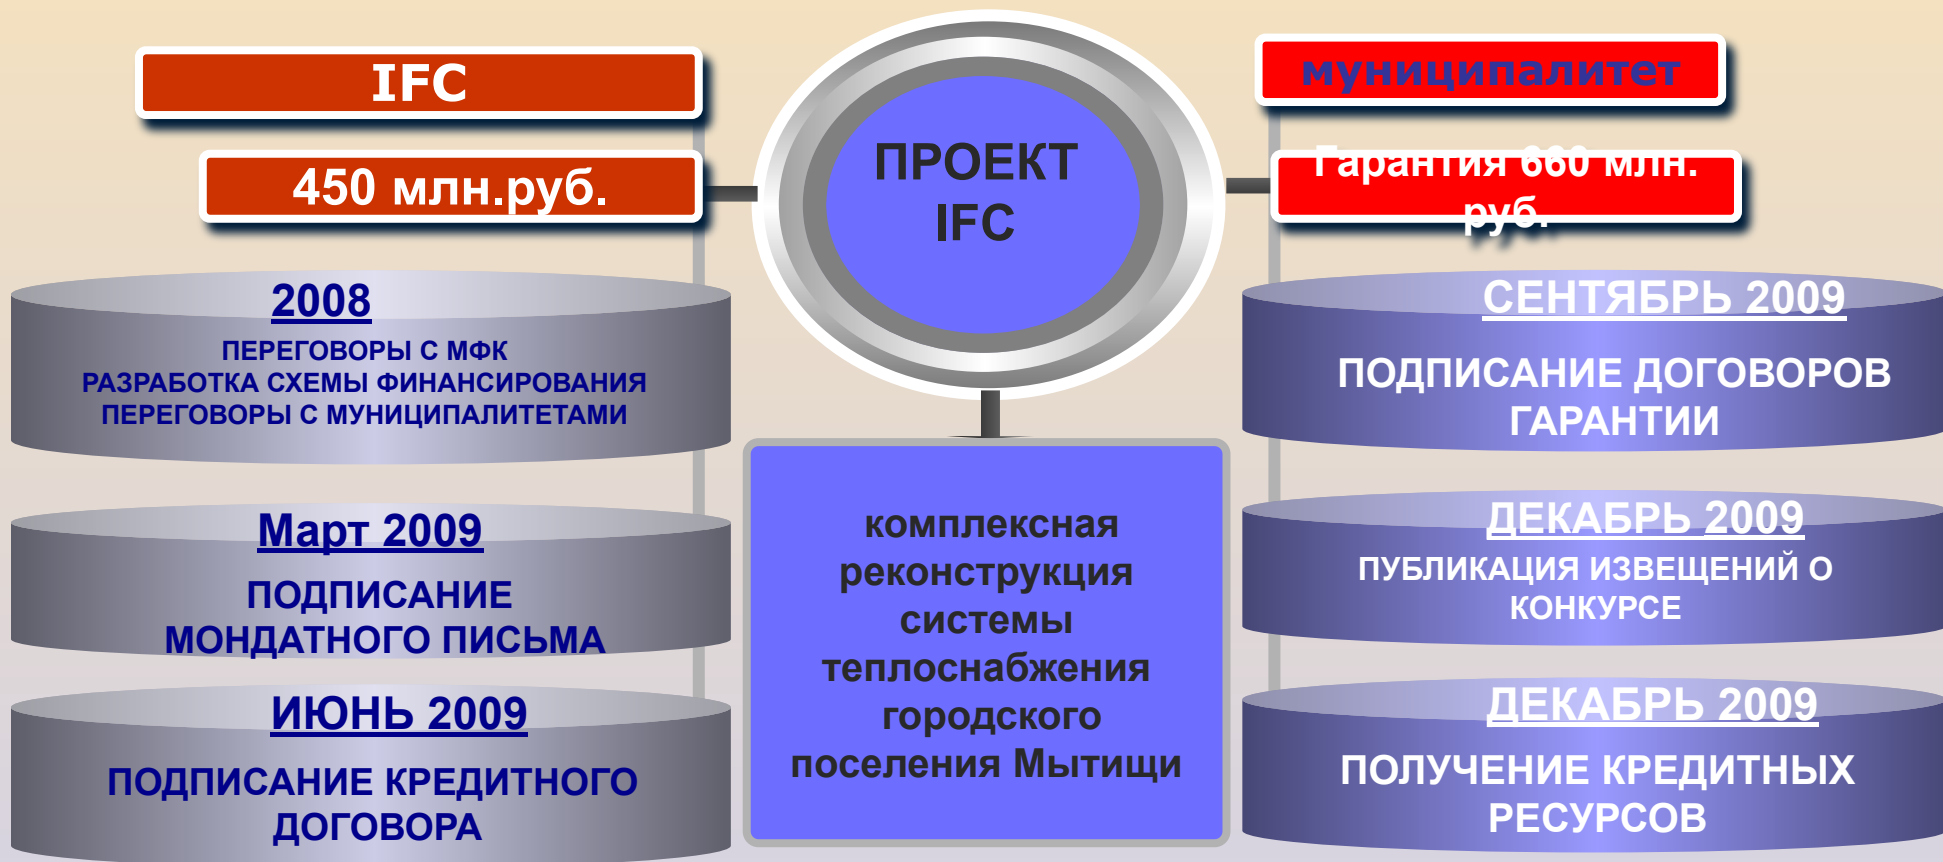 IFC
450 млн.руб.
2008
ПЕРЕГОВОРЫ С МФК
РАЗРАБОТКА СХЕМЫ ФИНАНСИРОВАНИЯ
ПЕРЕГОВОРЫ С МУНИЦИПАЛИТЕТАМИ
Март 2009
ПОДПИСАНИЕ
МОНДАТНОГО ПИСЬМА
ИЮНЬ 2009
ПОДПИСАНИЕ КРЕДИТНОГО
ДОГОВОРА
ПРОЕКТ
IFC
комплексная
реконструкция
системы
теплоснабжения
городского
поселения Мытищи
муниципалитет
Гарантия 660 млн.
руб.
СЕНТЯБРЬ 2009
ПОДПИСАНИЕ ДОГОВОРОВ
ГАРАНТИИ
ДЕКАБРЬ 2009
ПУБЛИКАЦИЯ ИЗВЕЩЕНИЙ О
КОНКУРСЕ
ДЕКАБРЬ 2009
ПОЛУЧЕНИЕ КРЕДИТНЫХ
РЕСУРСОВ